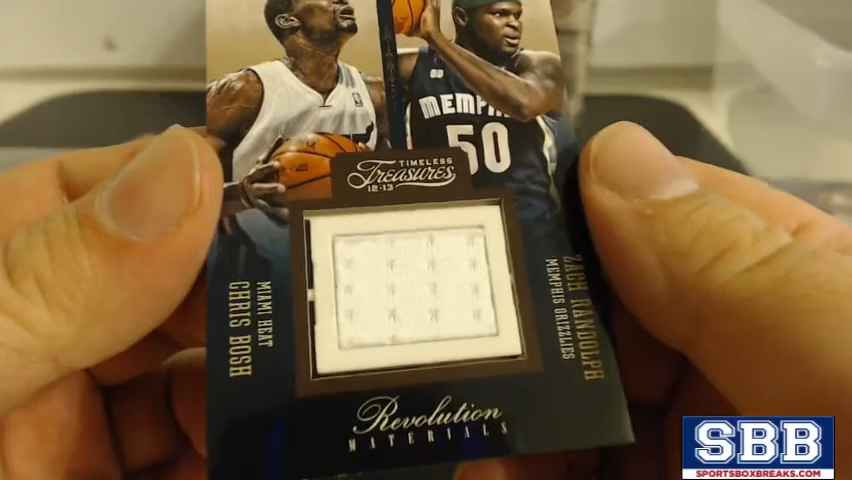 MEMPHIS
50
TIMELESS
Treasures
12-13
MIAMI HEAT
CHRIS BOSH
ZACH RANDOLPH
MEMPHIS GRIZZLIES
Revolution
MATERIALS
SBB
SPORTSBOXBREAKS.COM